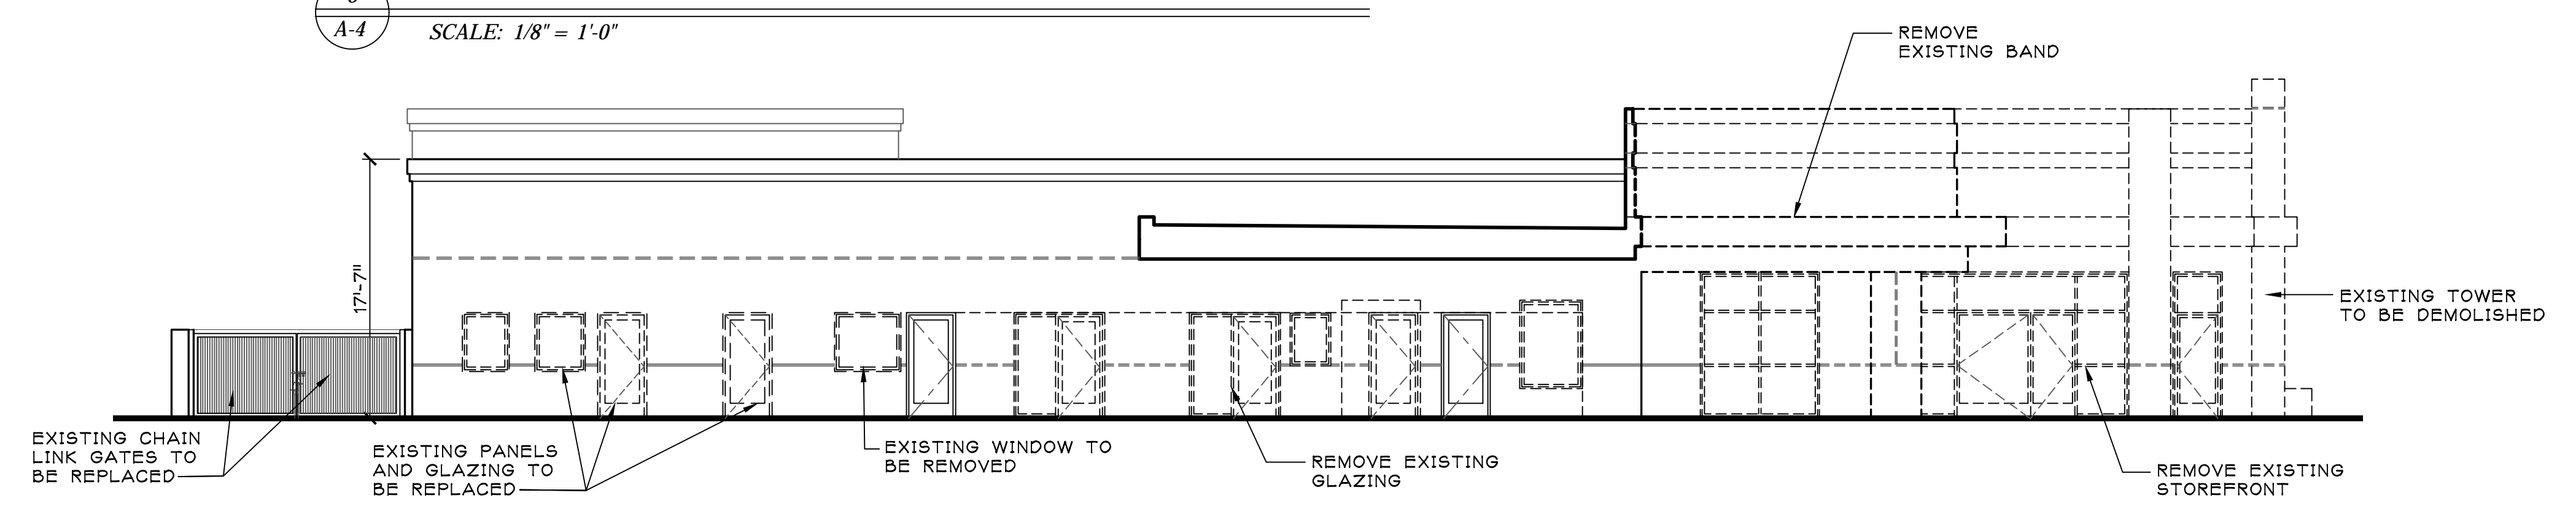 A-4
SCALE: 1/8" = 1'-0"
REMOVE
EXISTING BAND
17'-7"
EXISTING TOWER
TO BE DEMOLISHED
EXISTING CHAIN
LINK GATES TO
BE REPLACED
EXISTING PANELS
AND GLAZING TO
BE REPLACED
EXISTING WINDOW TO
BE REMOVED
REMOVE EXISTING
GLAZING
REMOVE EXISTING
STOREFRONT